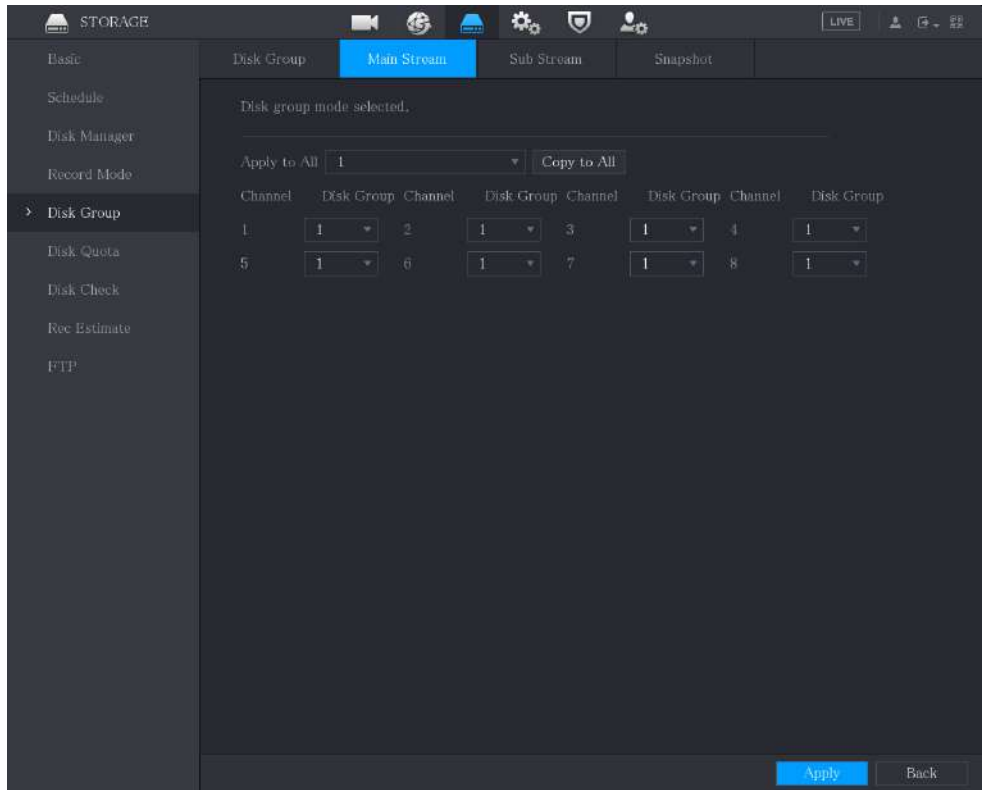 STORAGE LIVE
Basic
Schedule
Disk Manager
Record Mode
> Disk Group
Disk Quota
Disk Check
Rec Estimate
FTP
Disk Group Main Stream Sub Stream Snapshot
Disk group mode selected.
Apply to All 1 Copy to All
Channel Disk Group Channel Disk Group Channel Disk Group Channel Disk Group
1 1 2 1 3 1 4 1
5 1 6 1 7 1 8 1
Apply Back